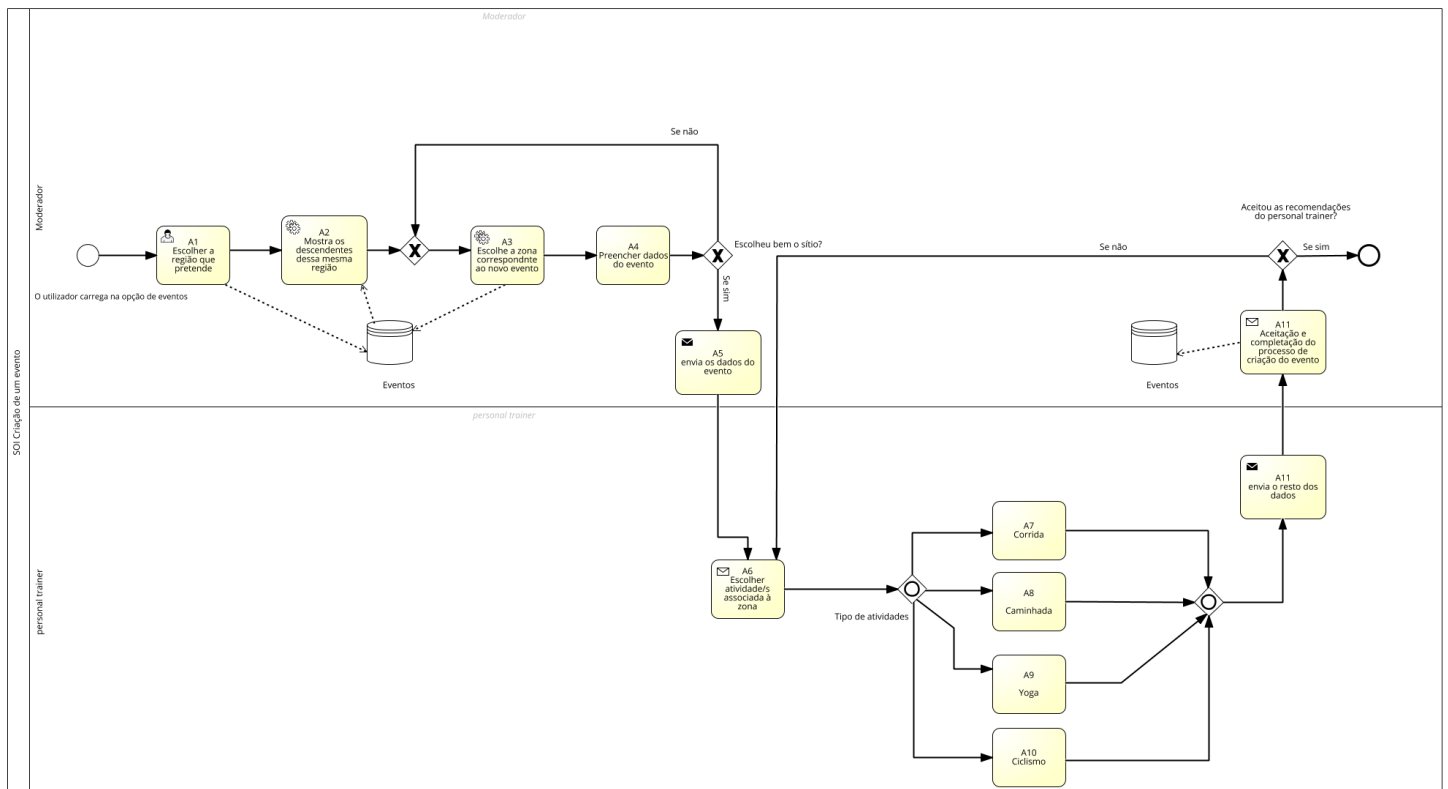 Moderador
Se não
Moderador
Aceitou as recomendações
do personal trainer?
A1
Escolher a
região que
pretende
A2
Mostra os
descendentes
dessa mesma
região
A3
Escolhe a zona
correspondnte
ao novo evento
A4
Preencher dados
do evento
Escolheu bem o sítio?
Se não
Se sim
Se sim
O utilizador carrega na opção de eventos
Eventos
A5
envia os dados do
evento
Eventos
A11
Aceitação e
completação do
processo de
criação do evento
SOI Criação de um evento
personal trainer
personal trainer
A11
envia o resto dos
dados
A6
Escolher
atividade/s
associada à
zona
Tipo de atividades
A7
Corrida
A8
Caminhada
A9
Yoga
A10
Ciclismo